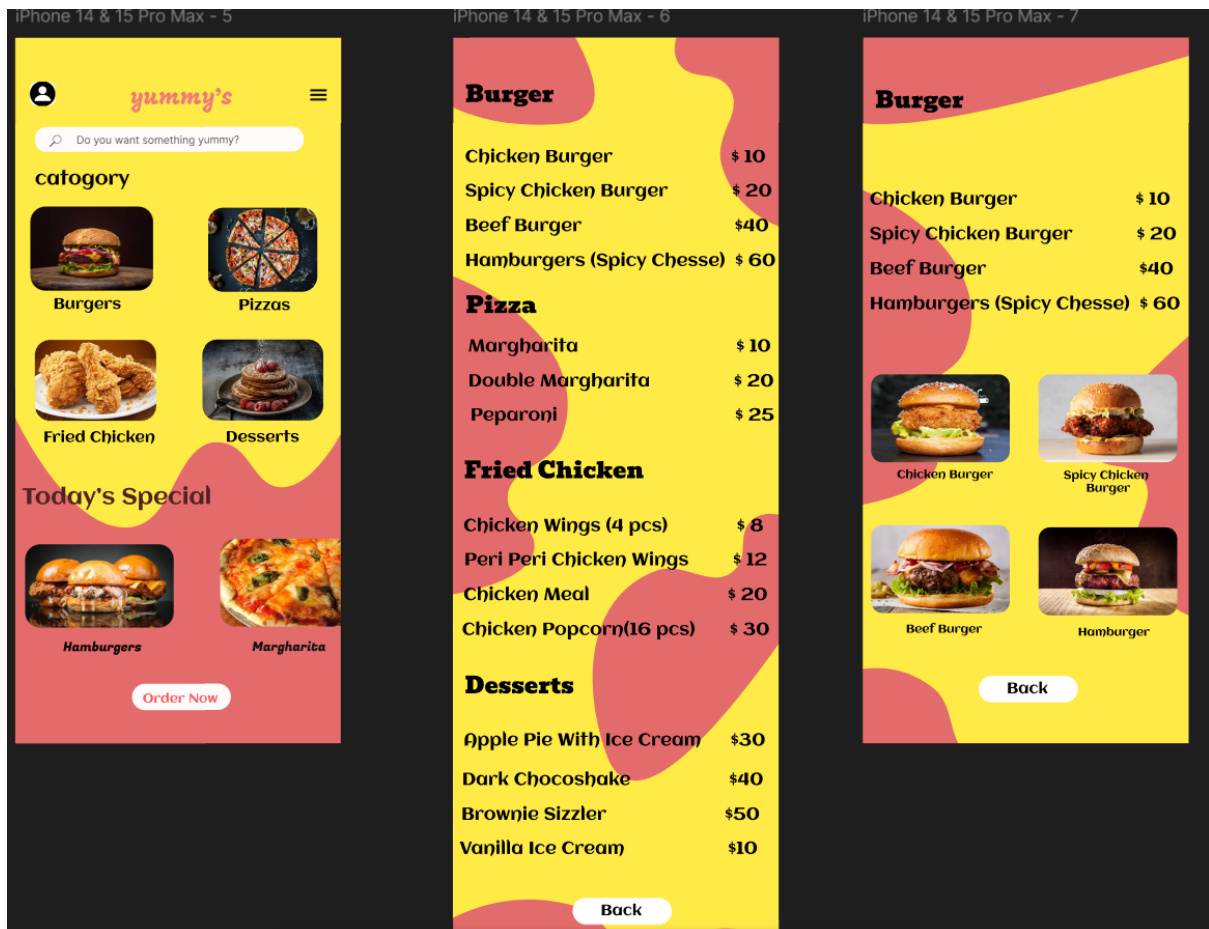 iPhone 14 & 15 Pro Max - 5
yummy's
Do you want something yummy?
catogory
Burgers
Pizzas
Fried Chicken
Desserts
Today's Special
Hamburgers
Margharita
Order Now
iPhone 14 & 15 Pro Max - 6
Burger
Chicken Burger $ 10
Spicy Chicken Burger $ 20
Beef Burger $40
Hamburgers (Spicy Chesse) $ 60
Pizza
Margharita $ 10
Double Margharita $ 20
Peparoni $ 25
Fried Chicken
Chicken Wings (4 pcs) $ 8
Peri Peri Chicken Wings $ 12
Chicken Meal $ 20
Chicken Popcorn(16 pcs) $ 30
Desserts
Apple Pie With Ice Cream $30
Dark Chocoshake $40
Brownie Sizzler $50
Vanilla Ice Cream $10
Back
iPhone 14 & 15 Pro Max - 7
Burger
Chicken Burger $ 10
Spicy Chicken Burger $ 20
Beef Burger $40
Hamburgers (Spicy Chesse) $ 60
Chicken Burger
Spicy Chicken
Burger
Beef Burger
Hamburger
Back